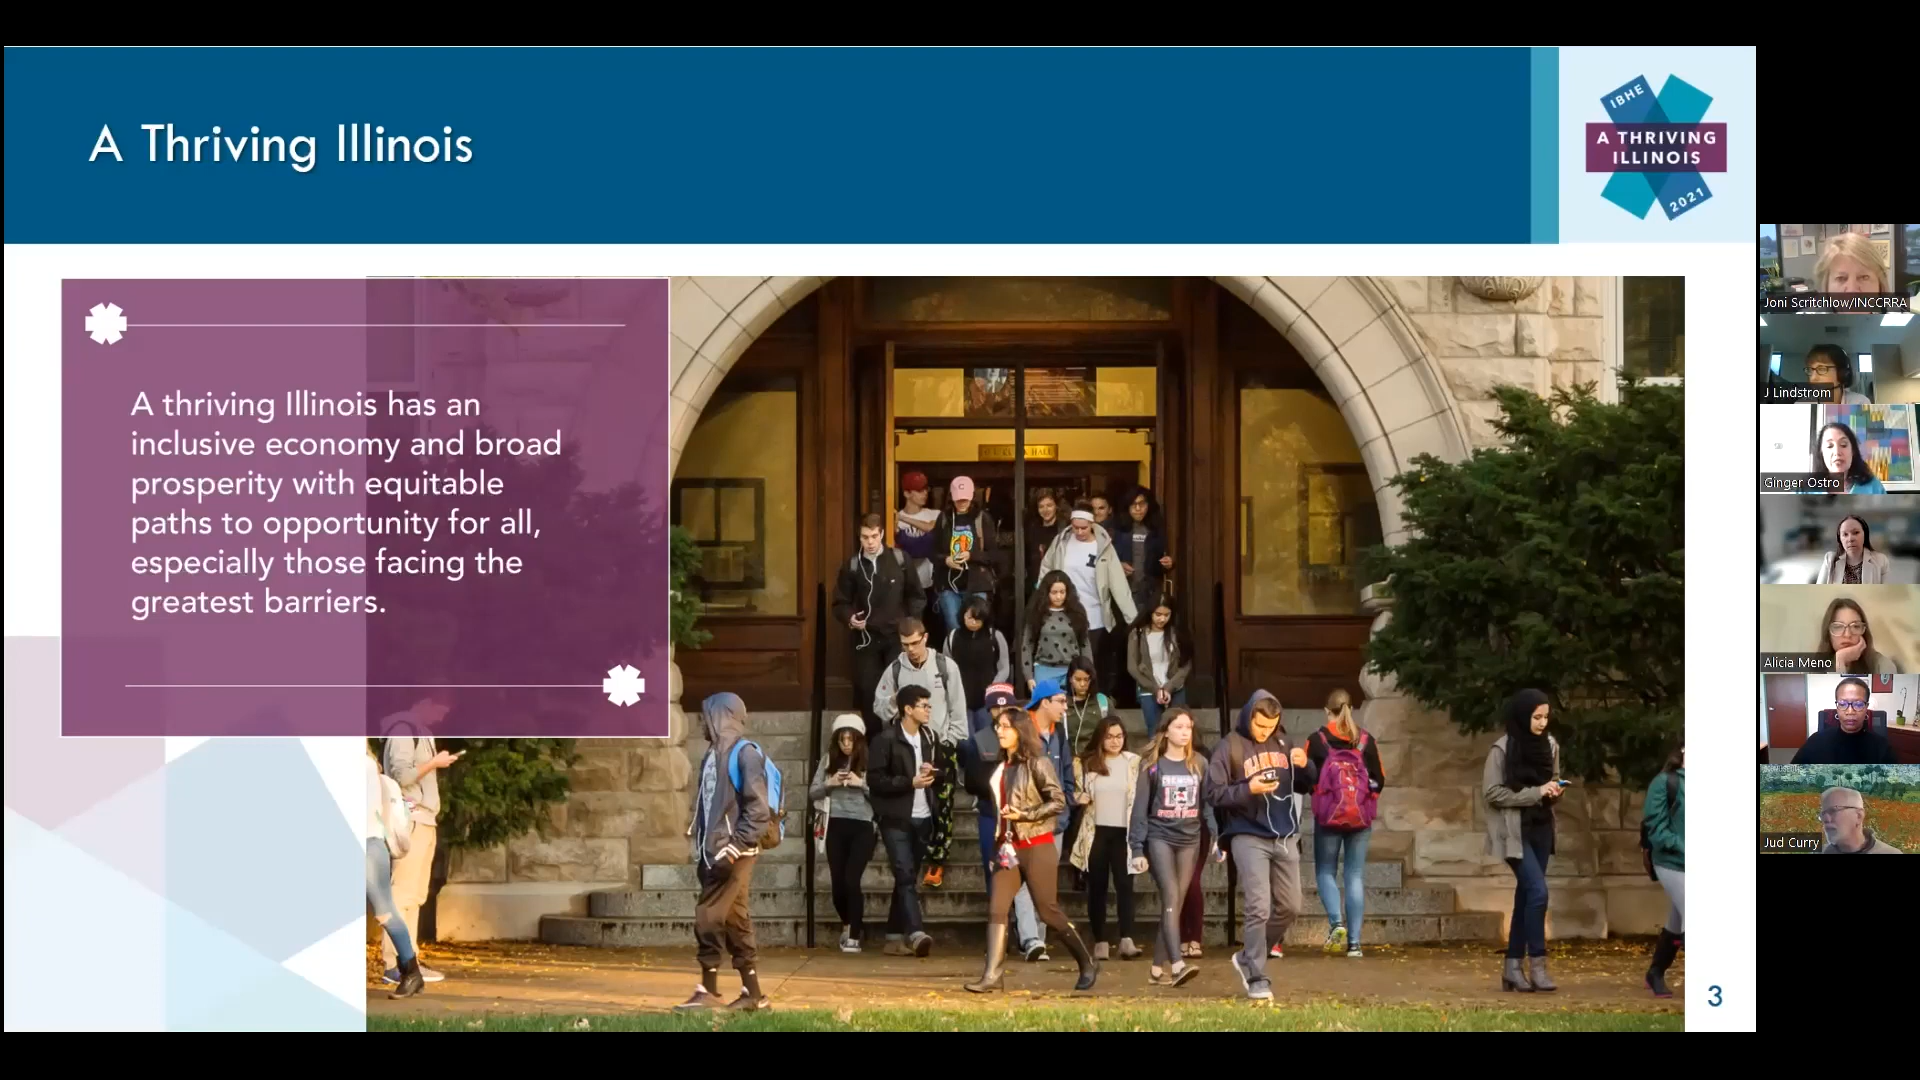 A Thriving Illinois
IBHE
A THRIVING
ILLINOIS
2021
A thriving Illinois has an
inclusive economy and broad
prosperity with equitable
paths to opportunity for all,
especially those facing the
greatest barriers.
ILLINOIS
C
I
3
Joni Scritchlow/INCCRRA
J Lindstrom
Ginger Ostro
Alicia Meno
Jud Curry